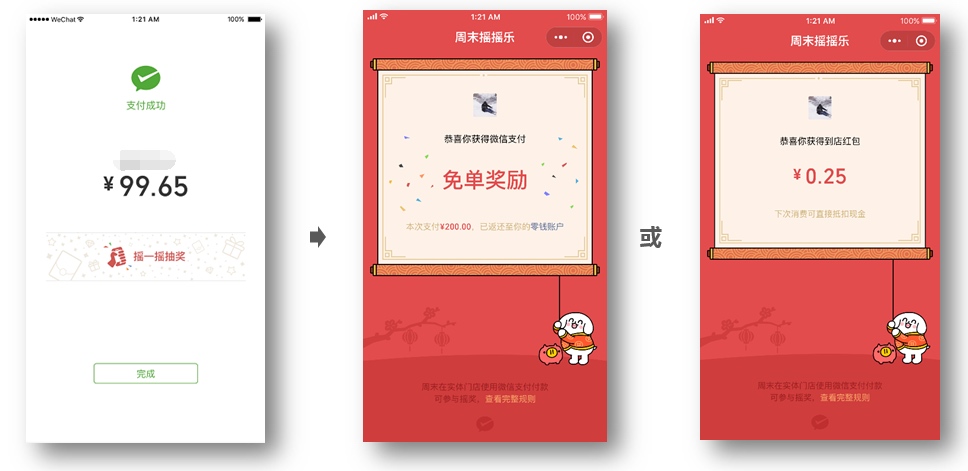 ●●●●● WeChat 1:21 AM 100%
支付成功
¥99.65
摇一摇抽奖
完成
1:21 AM 100%
周末摇摇乐
恭喜你获得微信支付
免单奖励
本次支付¥200.00，已返还至你的零钱账户
周末在实体门店使用微信支付付款
可参与摇奖。查看完整规则
或
1:21 AM 100%
周末摇摇乐
恭喜你获得到店红包
¥0.25
下次消费可直接抵扣现金
周末在实体门店使用微信支付付款
可参与摇奖。查看完整规则